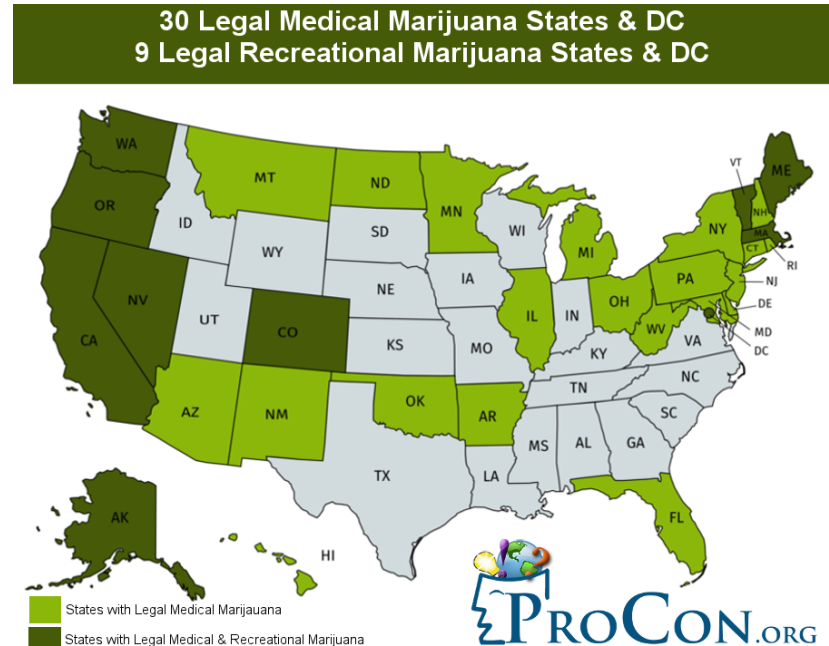 30 Legal Medical Marijuana States & DC
9 Legal Recreational Marijuana States & DC
WA
OR
CA
NV
ID
MT
WY
UT
CO
AZ
NM
ND
SD
NE
KS
OK
TX
MN
IA
MO
AR
LA
WI
IL
MI
IN
OH
KY
TN
MS
AL
GA
FL
SC
NC
VA
WV
PA
NY
VT
NH
ME
MA
CT
RI
NJ
DE
MD
DC
AK
HI
States with Legal Medical Marijauana
States with Legal Medical & Recreational Marijuana
PROCON.ORG